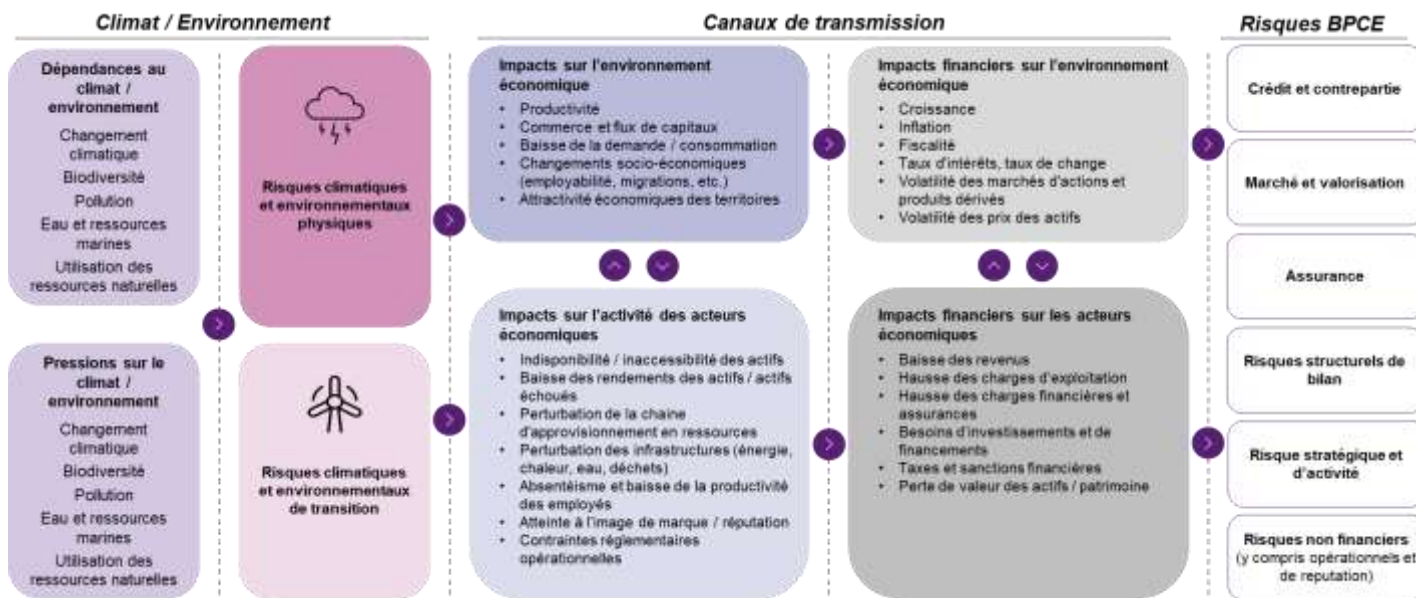 Climat / Environnement
Canaux de transmission
Risques BPCE
Dépendances au
climat /
environnement
Changement
climatique
Biodiversité
Pollution
Eau et ressources
marines
Utilisation des
ressources naturelles
Pressions sur le
climat /
environnement
Changement
climatique
Biodiversité
Pollution
Eau et ressources
marines
Utilisation des
ressources naturelles
Risques climatiques
et environnementaux
physiques
Risques climatiques
et environnementaux
de transition
Impacts sur l'environnement
économique
• Productivité
• Commerce et flux de capitaux
• Baisse de la demande / consommation
• Changements socio-économiques
(employabilité, migrations, etc.)
• Attractivité économiques des territoires
Impacts sur l'activité des acteurs
économiques
• Indisponibilité / inaccessibilité des actifs
• Baisse des rendements des actifs / actifs
échoués
• Perturbation de la chaine
d'approvisionnement en ressources
• Perturbation des infrastructures (énergie,
chaleur, eau, déchets)
• Absentéisme et baisse de la productivité
des employés
• Atteinte à l'image de marque / réputation
• Contraintes réglementaires
opérationnelles
Impacts financiers sur l'environnement
économique
• Croissance
• Inflation
• Fiscalité
• Taux d'intérêts, taux de change
• Volatilité des marchés d'actions et
produits dérivés
• Volatilité des prix des actifs
Impacts financiers sur les acteurs
économiques
• Baisse des revenus
• Hausse des charges d'exploitation
• Hausse des charges financières et
assurances
• Besoins d'investissements et de
financements
• Taxes et sanctions financières
• Perte de valeur des actifs / patrimoine
Crédit et contrepartie
Marché et valorisation
Assurance
Risques structurels de
bilan
Risque stratégique et
d'activité
Risques non financiers
(y compris opérationnels et
de reputation)